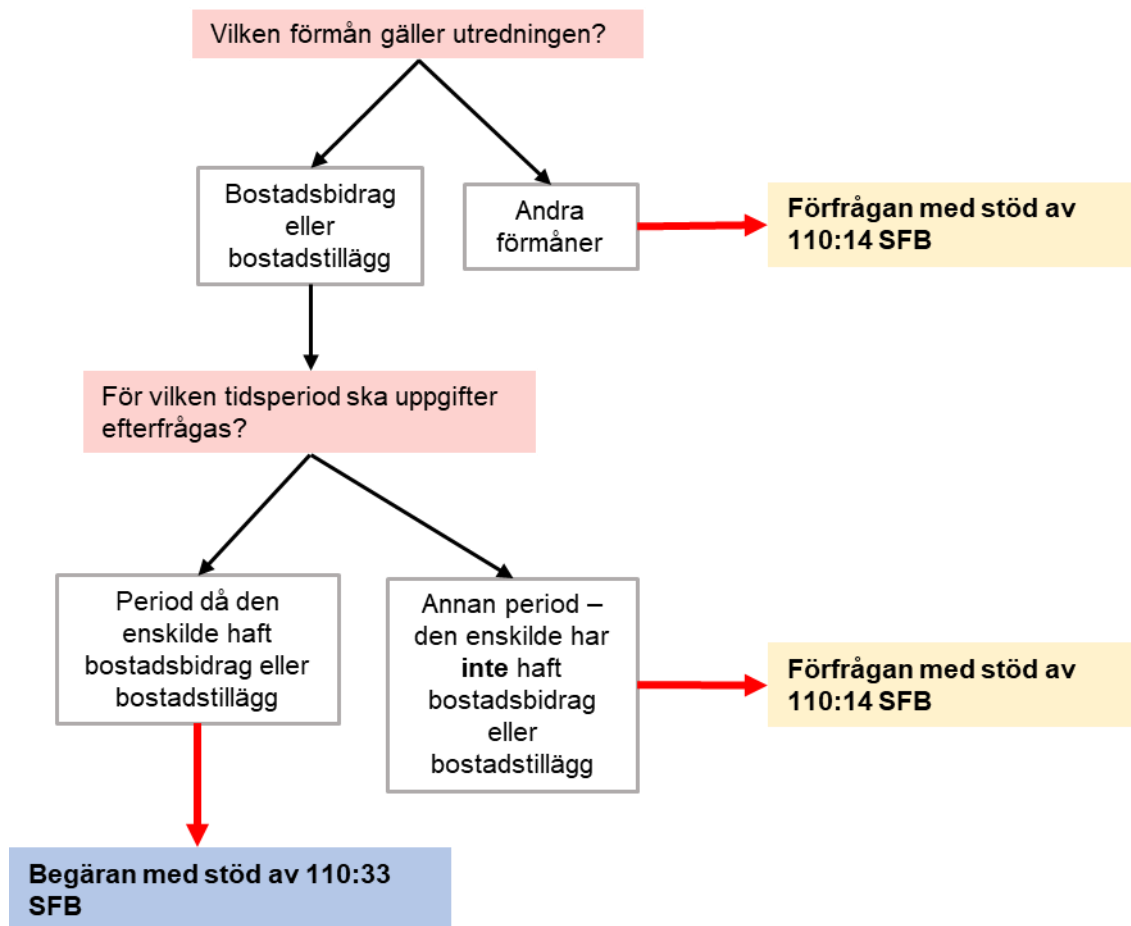 Vilken förmån gäller utredningen?
Bostadsbidrag
eller
bostadstillägg
Andra
förmåner
Förfrågan med stöd av
110:14 SFB
För vilken tidsperiod ska uppgifter
efterfrågas?
Period då den
enskilde haft
bostadsbidrag eller
bostadstillägg
Annan period –
den enskilde har
inte haft
bostadsbidrag
eller
bostadstillägg
Förfrågan med stöd av
110:14 SFB
Begäran med stöd av 110:33
SFB